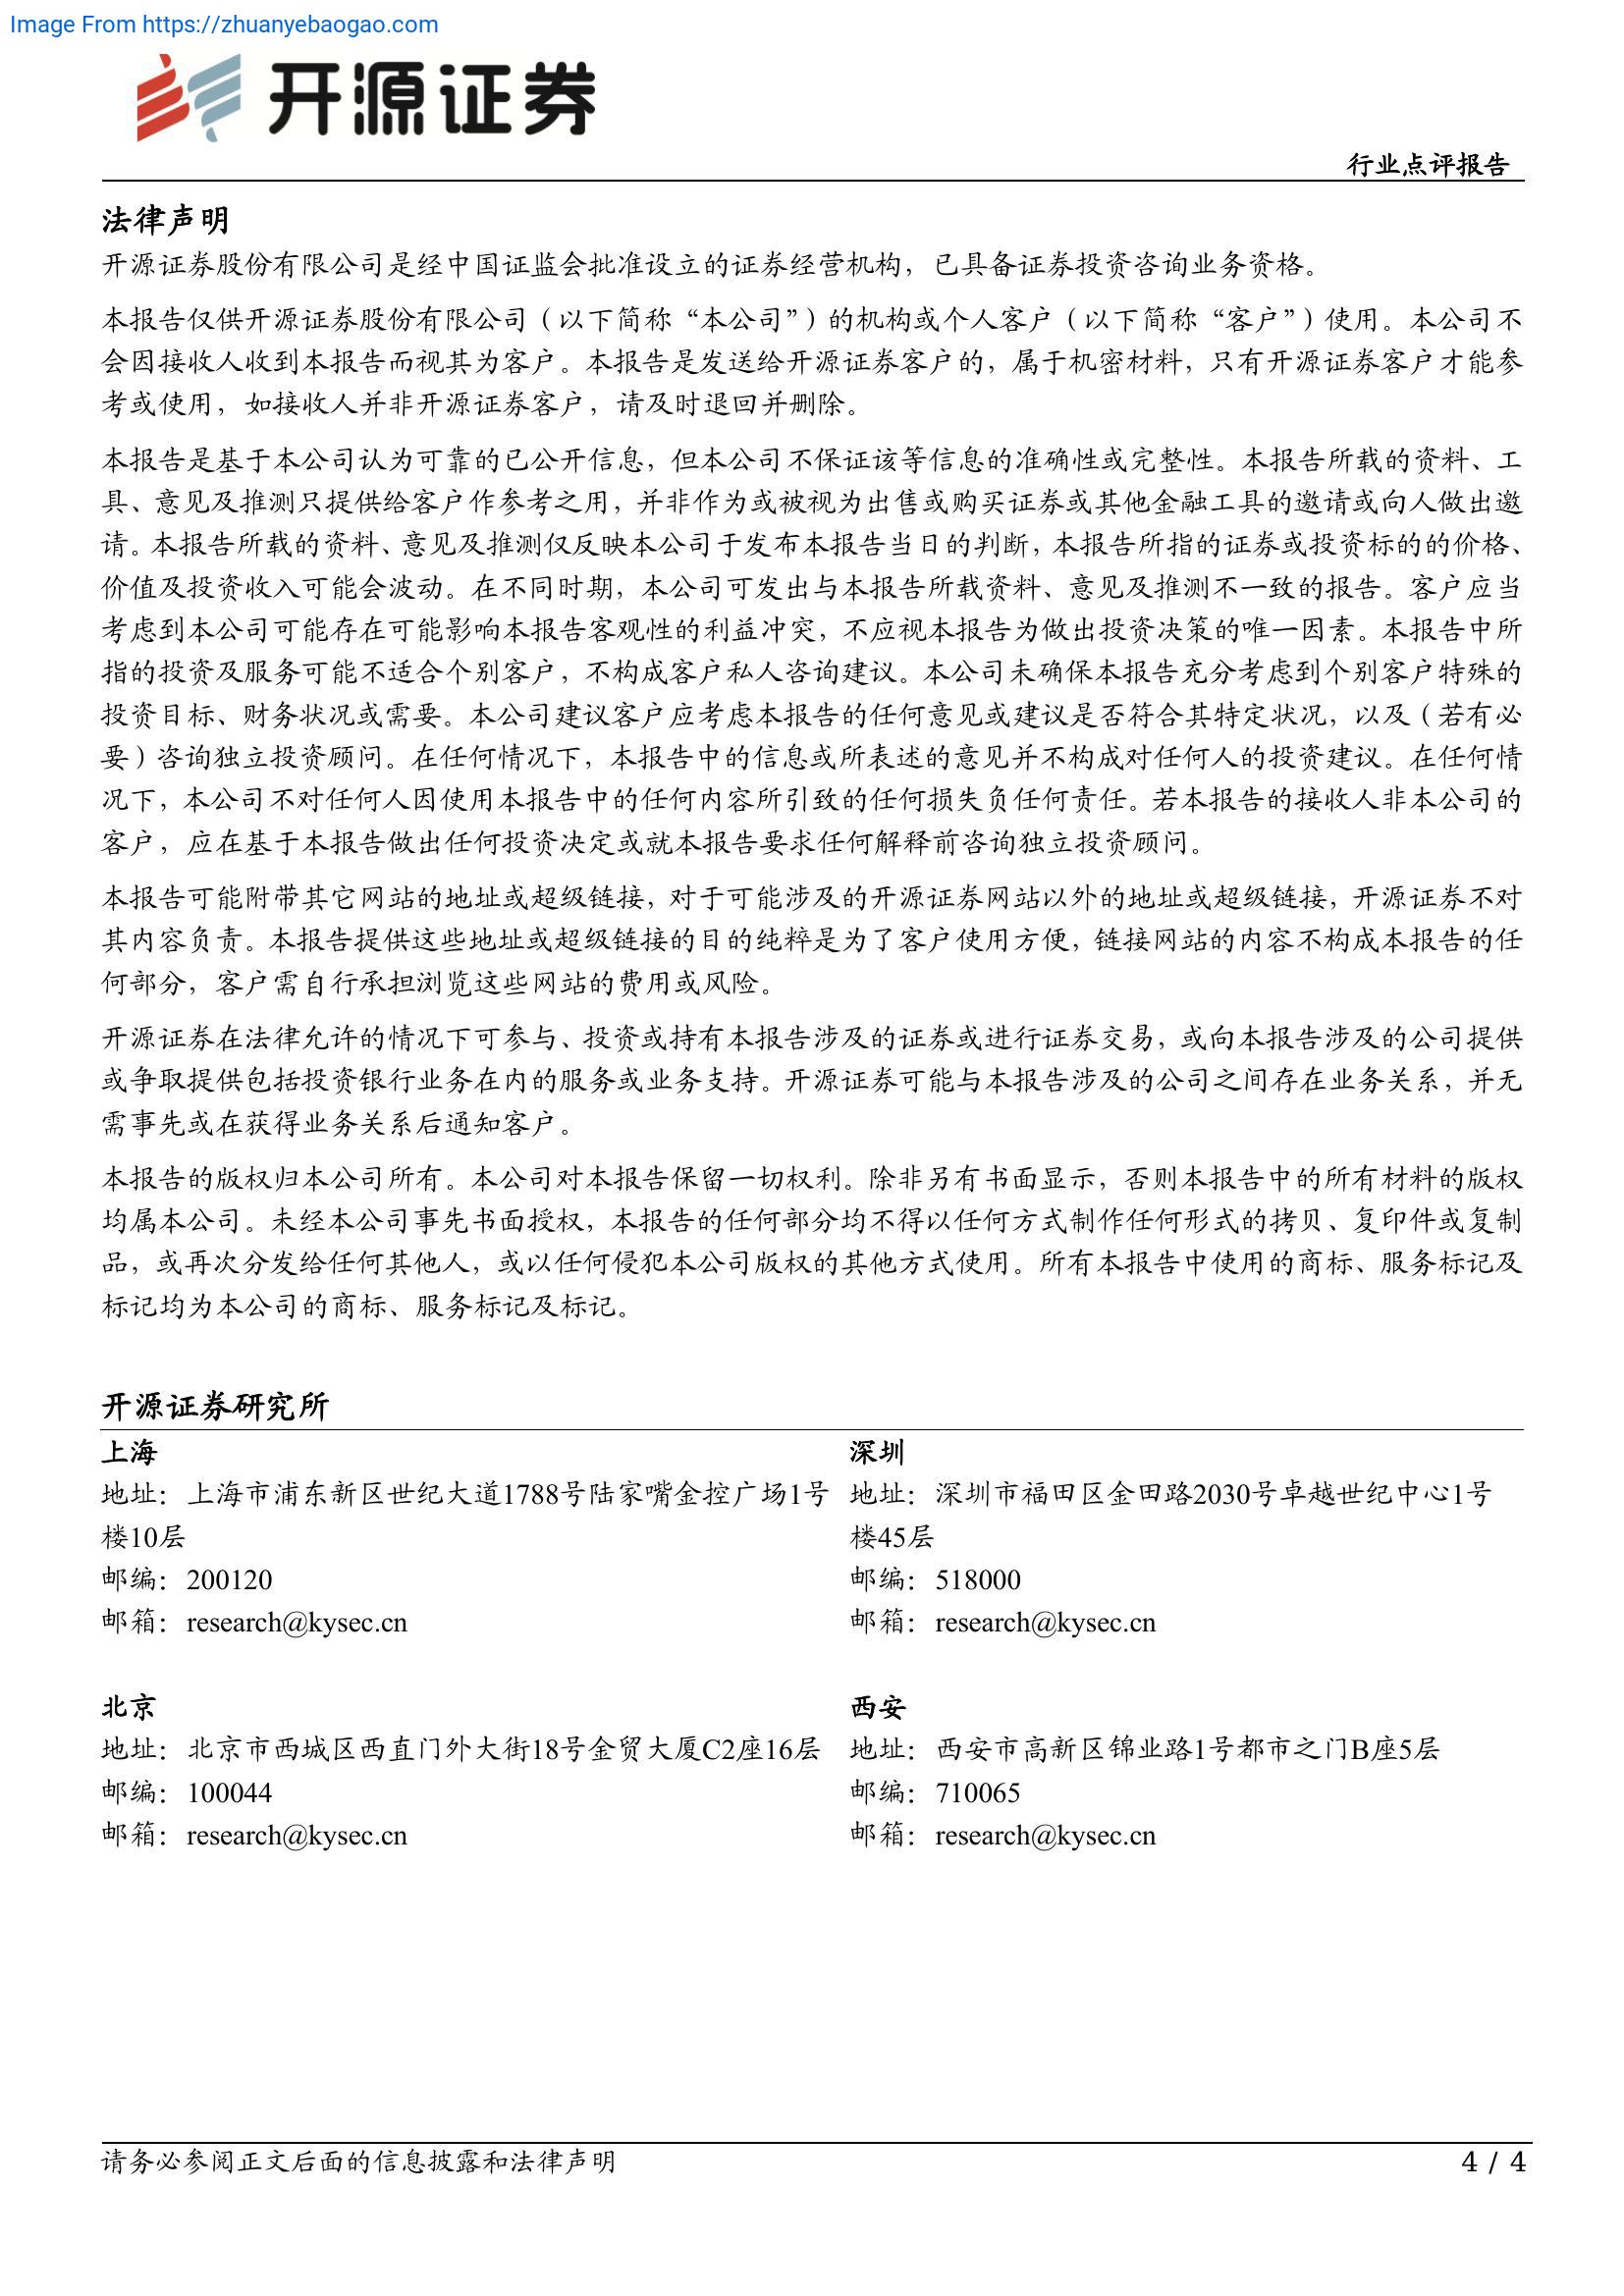 Image From https://zhuanyebaogao.com
开源证券
行业点评报告
法律声明
开源证券股份有限公司是经中国证监会批准设立的证券经营机构，已具备证券投资咨询业务资格。
本报告仅供开源证券股份有限公司（以下简称“本公司”）的机构或个人客户（以下简称“客户”）使用。本公司不
会因接收人收到本报告而视其为客户。本报告是发送给开源证券客户的，属于机密材料，只有开源证券客户才能参
考或使用，如接收人并非开源证券客户，请及时退回并删除。
本报告是基于本公司认为可靠的已公开信息，但本公司不保证该等信息的准确性或完整性。本报告所载的资料、工
具、意见及推测只提供给客户作参考之用，并非作为或被视为出售或购买证券或其他金融工具的邀请或向人做出邀
请。本报告所载的资料、意见及推测仅反映本公司于发布本报告当日的判断，本报告所指的证券或投资标的的价格、
价值及投资收入可能会波动。在不同时期，本公司可发出与本报告所载资料、意见及推测不一致的报告。客户应当
考虑到本公司可能存在可能影响本报告客观性的利益冲突，不应视本报告为做出投资决策的唯一因素。本报告中所
指的投资及服务可能不适合个别客户，不构成客户私人咨询建议。本公司未确保本报告充分考虑到个别客户特殊的
投资目标、财务状况或需要。本公司建议客户应考虑本报告的任何意见或建议是否符合其特定状况，以及（若有必
要）咨询独立投资顾问。在任何情况下，本报告中的信息或所表述的意见并不构成对任何人的投资建议。在任何情
况下，本公司不对任何人因使用本报告中的任何内容所引致的任何损失负任何责任。若本报告的接收人非本公司的
客户，应在基于本报告做出任何投资决定或就本报告要求任何解释前咨询独立投资顾问。
本报告可能附带其它网站的地址或超级链接，对于可能涉及的开源证券网站以外的地址或超级链接，开源证券不对
其内容负责。本报告提供这些地址或超级链接的目的纯粹是为了客户使用方便，链接网站的内容不构成本报告的任
何部分，客户需自行承担浏览这些网站的费用或风险。
开源证券在法律允许的情况下可参与、投资或持有本报告涉及的证券或进行证券交易，或向本报告涉及的公司提供
或争取提供包括投资银行业务在内的服务或业务支持。开源证券可能与本报告涉及的公司之间存在业务关系，并无
需事先或在获得业务关系后通知客户。
本报告的版权归本公司所有。本公司对本报告保留一切权利。除非另有书面显示，否则本报告中的所有材料的版权
均属本公司。未经本公司事先书面授权，本报告的任何部分均不得以任何方式制作任何形式的拷贝、复印件或复制
品，或再次分发给任何其他人，或以任何侵犯本公司版权的其他方式使用。所有本报告中使用的商标、服务标记及
标记均为本公司的商标、服务标记及标记。
开源证券研究所
上海
地址：上海市浦东新区世纪大道1788号陆家嘴金控广场1号
楼10层
邮编：200120
邮箱：research@kysec.cn
深圳
地址：深圳市福田区金田路2030号卓越世纪中心1号
楼45层
邮编：518000
邮箱：research@kysec.cn
北京
地址：北京市西城区西直门外大街18号金贸大厦C2座16层
邮编：100044
邮箱：research@kysec.cn
西安
地址：西安市高新区锦业路1号都市之门B座5层
邮编：710065
邮箱：research@kysec.cn
请务必参阅正文后面的信息披露和法律声明
4 / 4